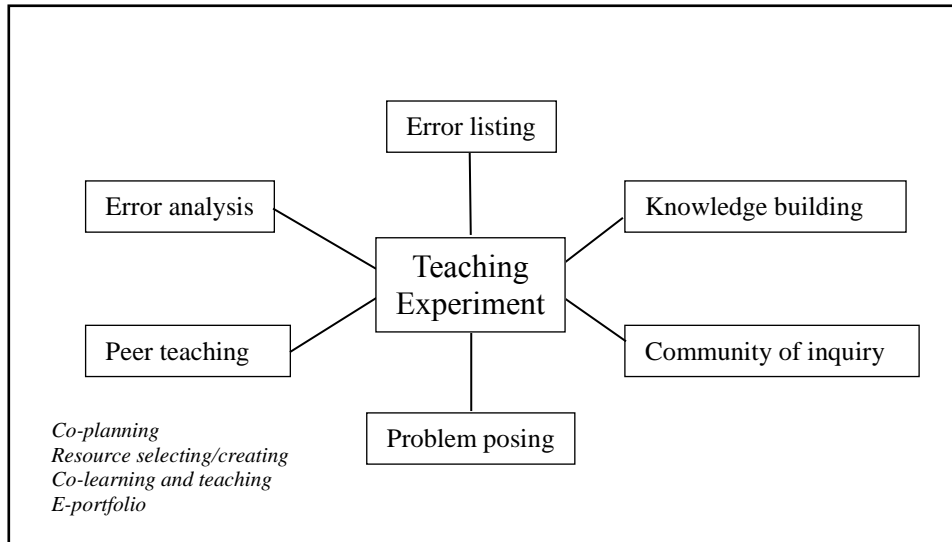 Error listing
Error analysis
Knowledge building
Teaching
Experiment
Peer teaching
Community of inquiry
Problem posing
Co-planning
Resource selecting/creating
Co-learning and teaching
E-portfolio